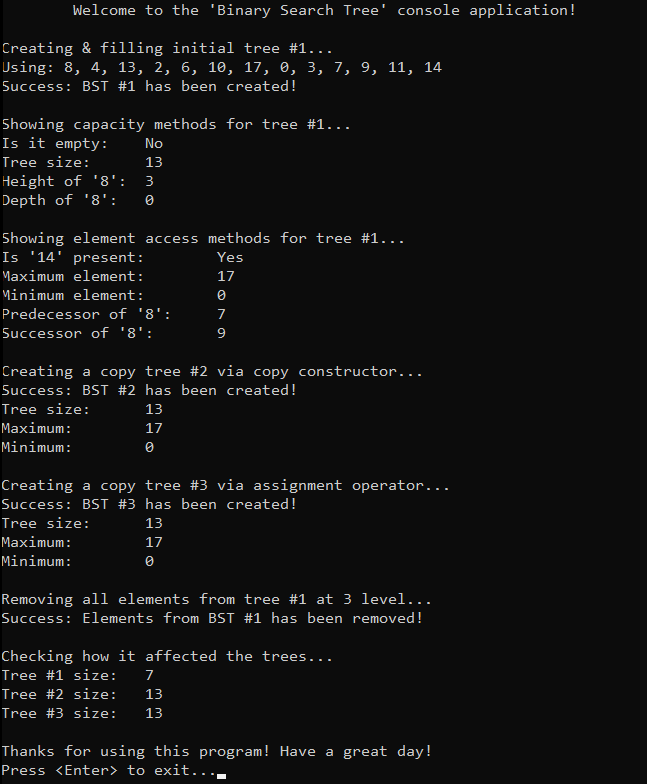 Welcome to the 'Binary Search Tree' console application!
Creating & filling initial tree #1...
Using: 8, 4, 13, 2, 6, 10, 17, 0, 3, 7, 9, 11, 14
Success: BST #1 has been created!
Showing capacity methods for tree #1...
Is it empty: No
Tree size: 13
Height of '8': 3
Depth of '8': 0
Showing element access methods for tree #1...
Is '14' present: Yes
Maximum element: 17
Minimum element: 0
Predecessor of '8': 7
Successor of '8': 9
Creating a copy tree #2 via copy constructor...
Success: BST #2 has been created!
Tree size: 13
Maximum: 17
Minimum: 0
Creating a copy tree #3 via assignment operator...
Success: BST #3 has been created!
Tree size: 13
Maximum: 17
Minimum: 0
Removing all elements from tree #1 at 3 level...
Success: Elements from BST #1 has been removed!
Checking how it affected the trees...
Tree #1 size: 7
Tree #2 size: 13
Tree #3 size: 13
Thanks for using this program! Have a great day!
Press <Enter> to exit...